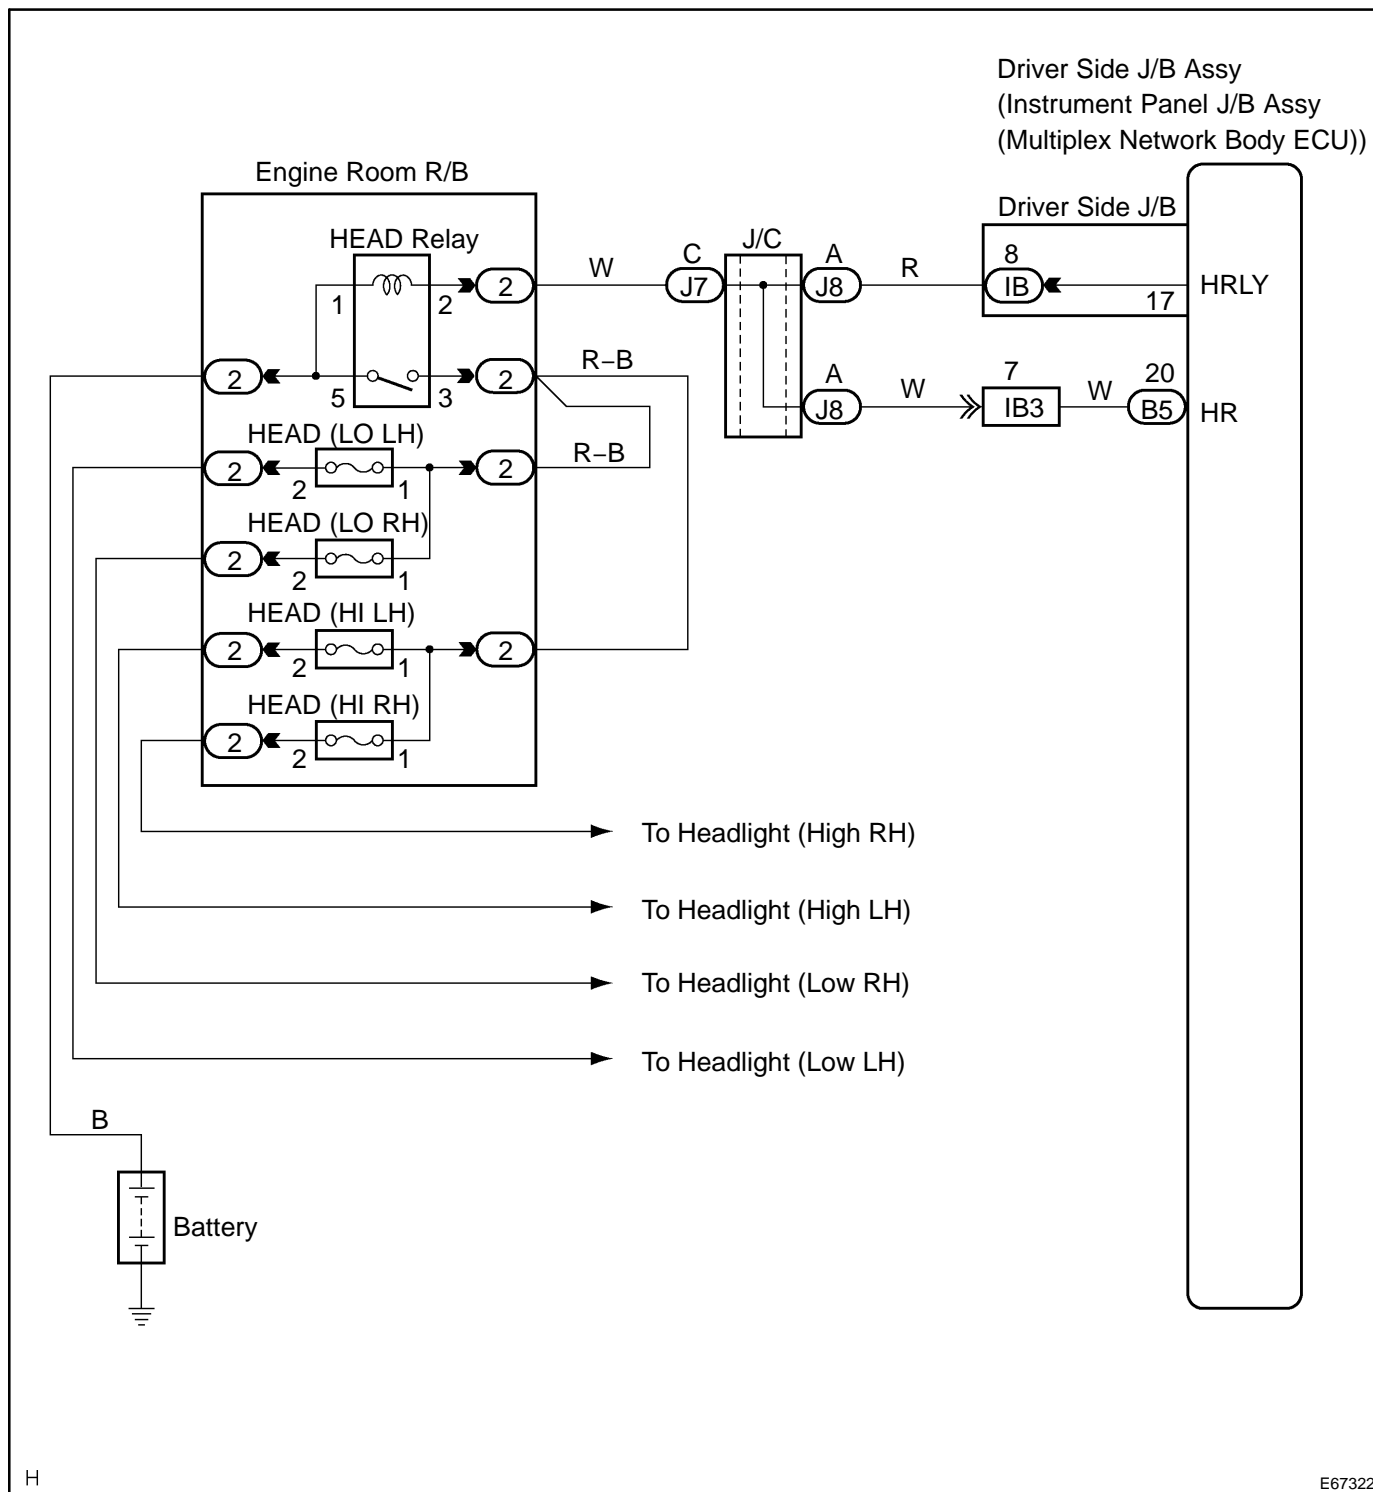 Driver Side J/B Assy
(Instrument Panel J/B Assy
(Multiplex Network Body ECU))
Engine Room R/B
Driver Side J/B
HEAD Relay
J/C
C
A
8
W
R
1
2
2
J7
J8
IB
17
HRLY
R–B
2
5
3
2
A
W
7
W
20
J8
IB3
B5
HR
HEAD (LO LH)
2
2
1
2
R–B
HEAD (LO RH)
2
2
1
HEAD (HI LH)
2
2
1
2
HEAD (HI RH)
2
2
1
To Headlight (High RH)
To Headlight (High LH)
To Headlight (Low RH)
To Headlight (Low LH)
B
Battery
H
E67322